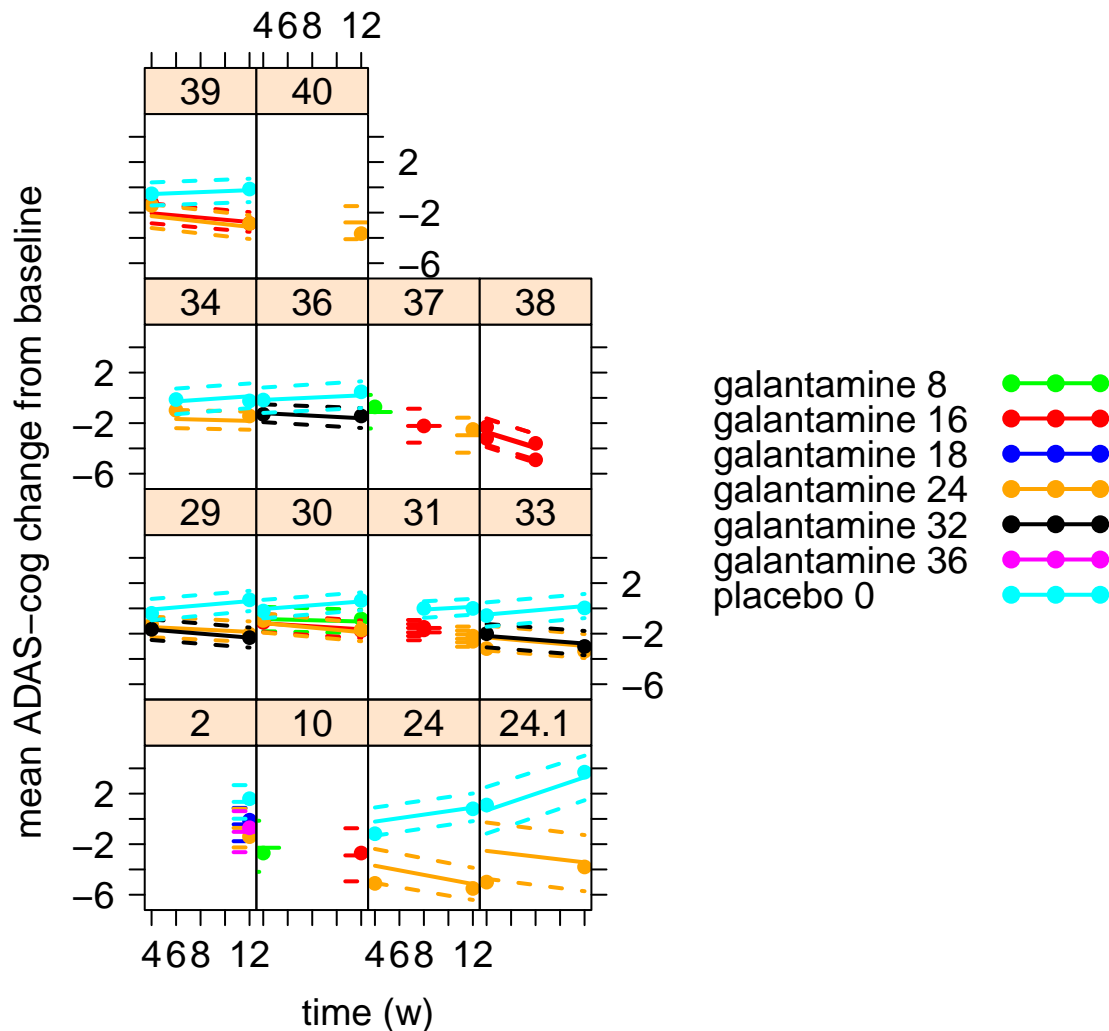 4 6 8 12
39 40
2
−2
−6
34 36 37 38
2
−2
−6
29 30 31 33
2
−2
−6
2 10 24 24.1
2
−2
−6
4 6 8 12 4 6 8 12
time (w)
mean ADAS−cog change from baseline
galantamine 8
galantamine 16
galantamine 18
galantamine 24
galantamine 32
galantamine 36
placebo 0